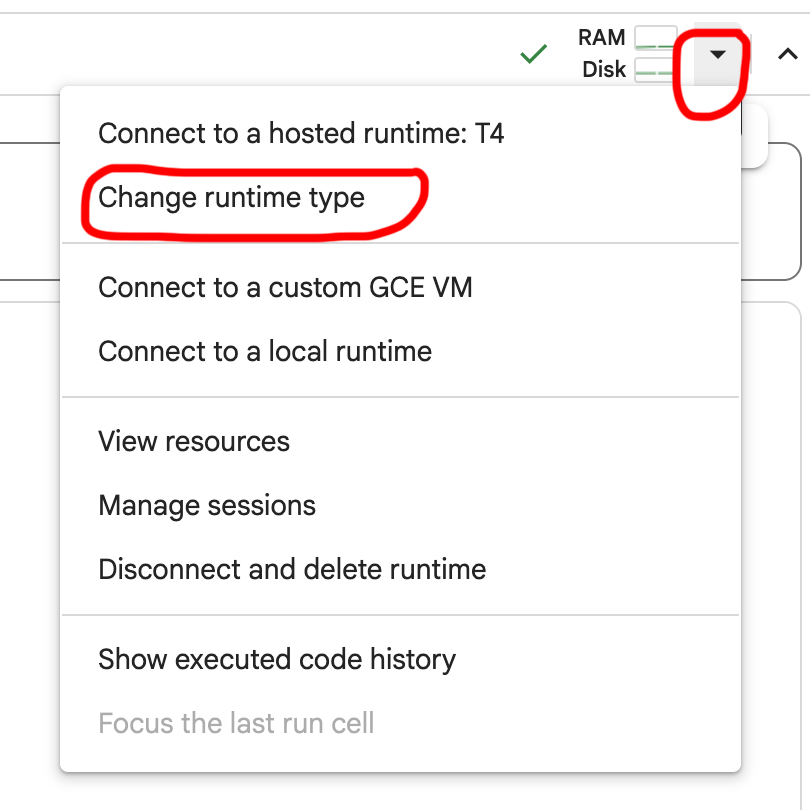 RAM
Disk
Connect to a hosted runtime: T4
Change runtime type
Connect to a custom GCE VM
Connect to a local runtime
View resources
Manage sessions
Disconnect and delete runtime
Show executed code history
Focus the last run cell